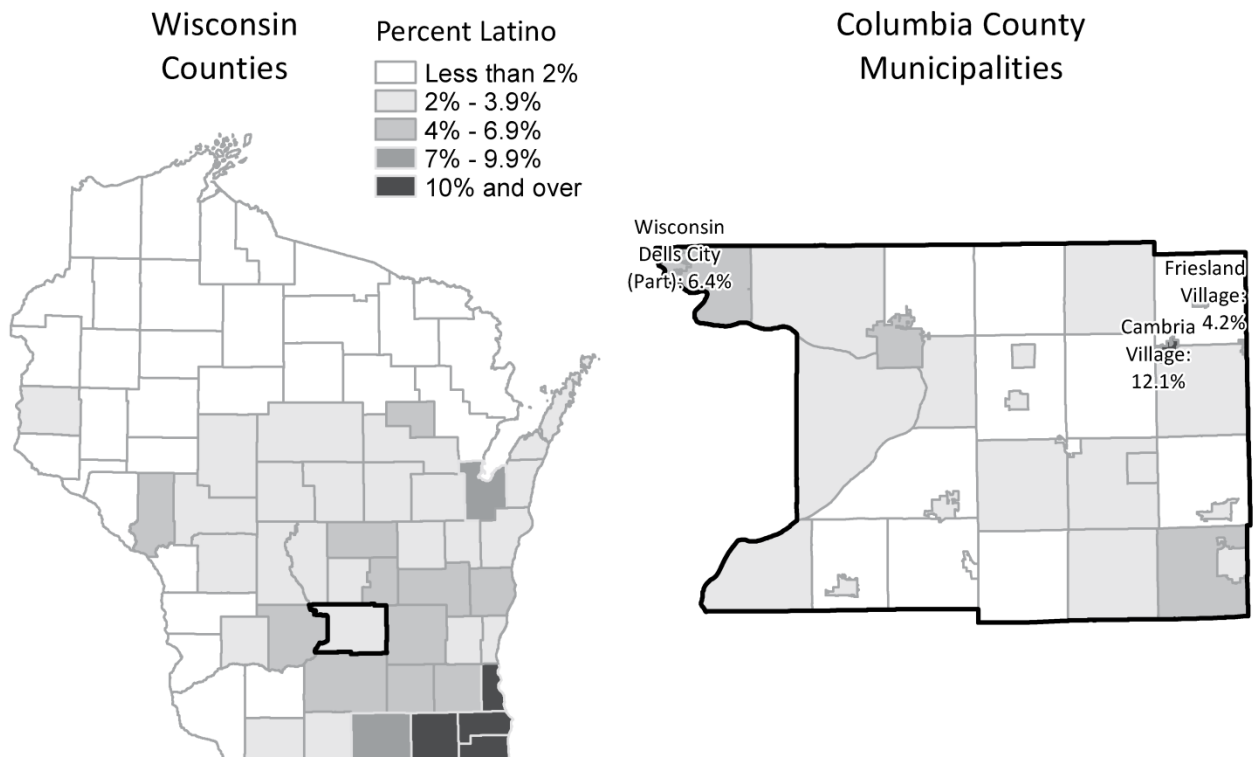 Wisconsin
Counties
Percent Latino
Less than 2%
2% - 3.9%
4% - 6.9%
7% - 9.9%
10% and over
Columbia County
Municipalities
Wisconsin
Dells City
(Part): 6.4%
Friesland
Village:
4.2%
Cambria
Village:
12.1%